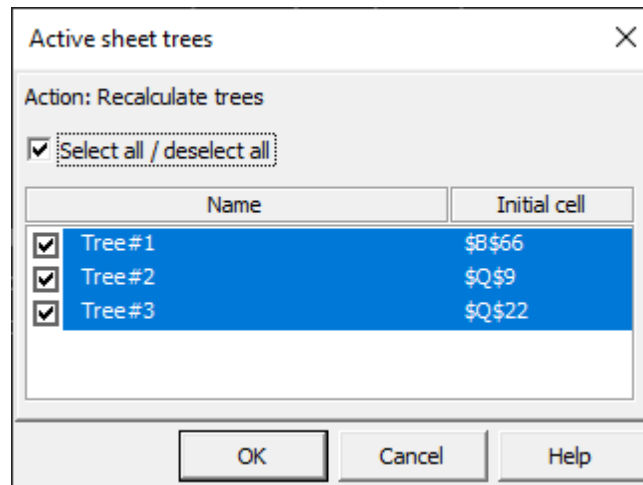 Active sheet trees
Action: Recalculate trees
Select all / deselect all
Name Initial cell
Tree#1 $B$66
Tree#2 $Q$9
Tree#3 $Q$22
OK Cancel Help